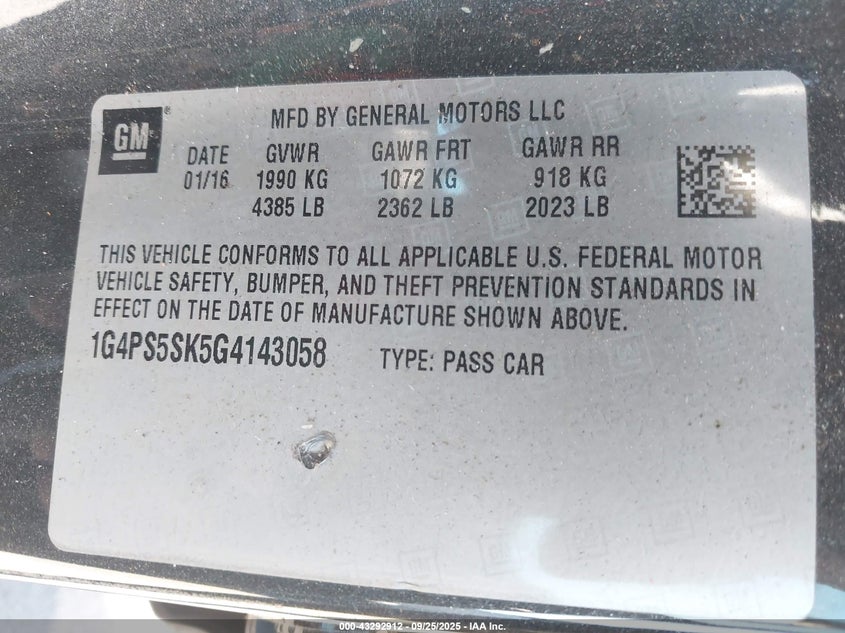 MFD BY GENERAL MOTORS LLC
GM®
DATE GVWR GAWR FRT GAWR RR
01/16 1990 KG 1072 KG 918 KG
4385 LB 2362 LB 2023 LB
THIS VEHICLE CONFORMS TO ALL APPLICABLE U.S. FEDERAL MOTOR
VEHICLE SAFETY, BUMPER, AND THEFT PREVENTION STANDARDS IN
EFFECT ON THE DATE OF MANUFACTURE SHOWN ABOVE.
1G4PS5SK5G4143058 TYPE: PASS CAR
000-43292912 - 09/25/2025 - IAA Inc.